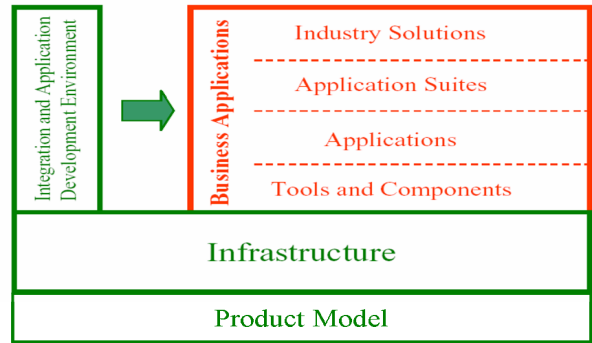 Integration and Application
Development Environment
Business Applications
Industry Solutions
Application Suites
Applications
Tools and Components
Infrastructure
Product Model